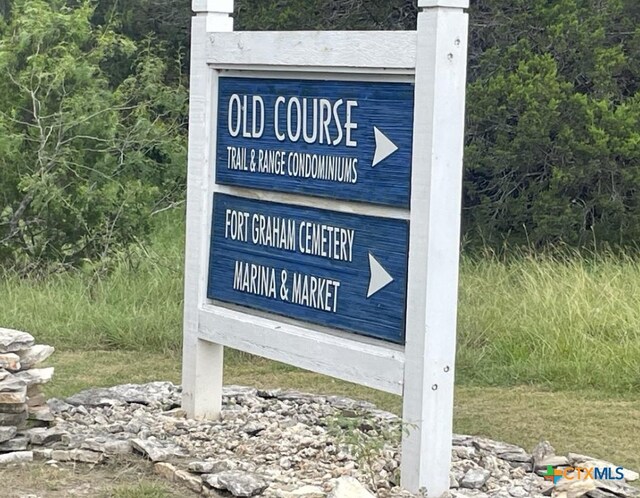 OLD COURSE
TRAIL & RANGE CONDOMINIUMS
FORT GRAHAM CEMETERY
MARINA & MARKET
CTXMLS